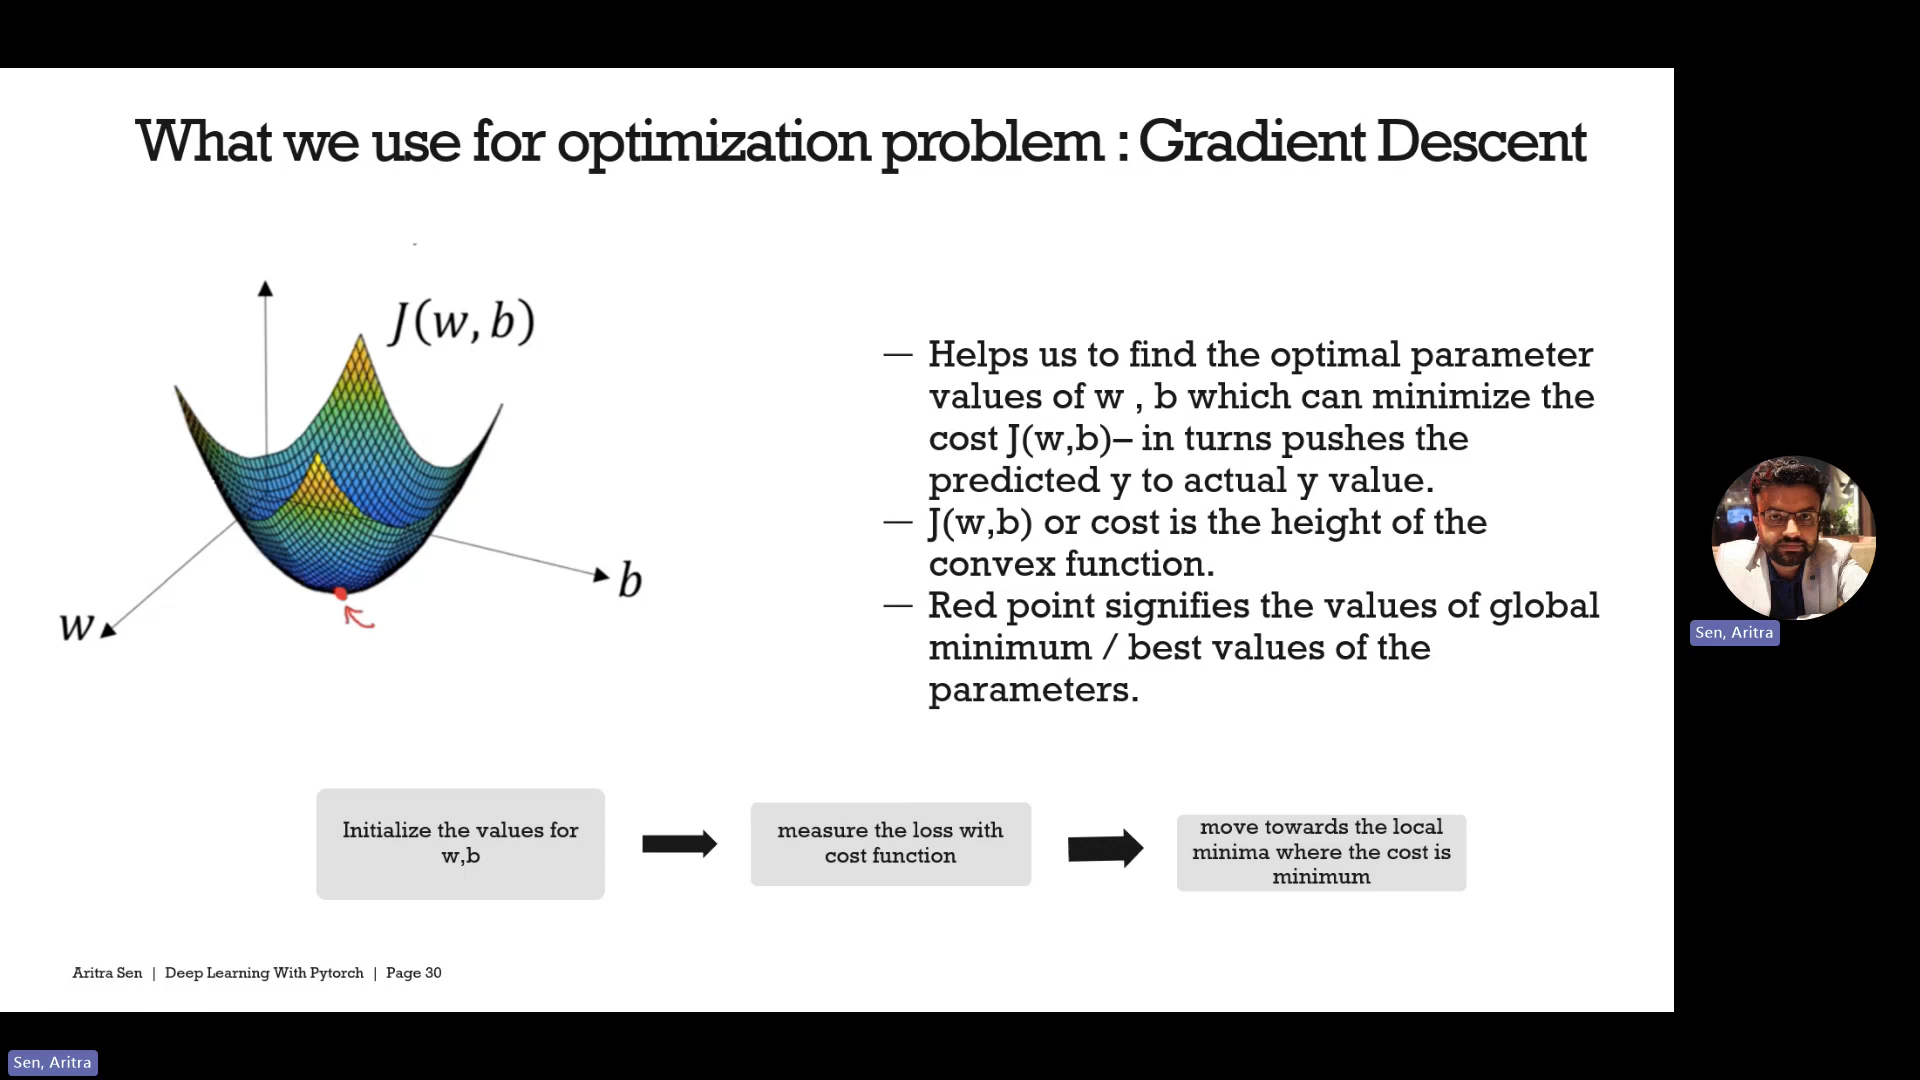 What we use for optimization problem : Gradient Descent
J(w, b)
b
w
— Helps us to find the optimal parameter
values of w , b which can minimize the
cost J(w,b)– in turns pushes the
predicted y to actual y value.
— J(w,b) or cost is the height of the
convex function.
— Red point signifies the values of global
minimum / best values of the
parameters.
Initialize the values for
w,b
measure the loss with
cost function
move towards the local
minima where the cost is
minimum
Aritra Sen | Deep Learning With Pytorch | Page 30
Sen, Aritra
Sen, Aritra